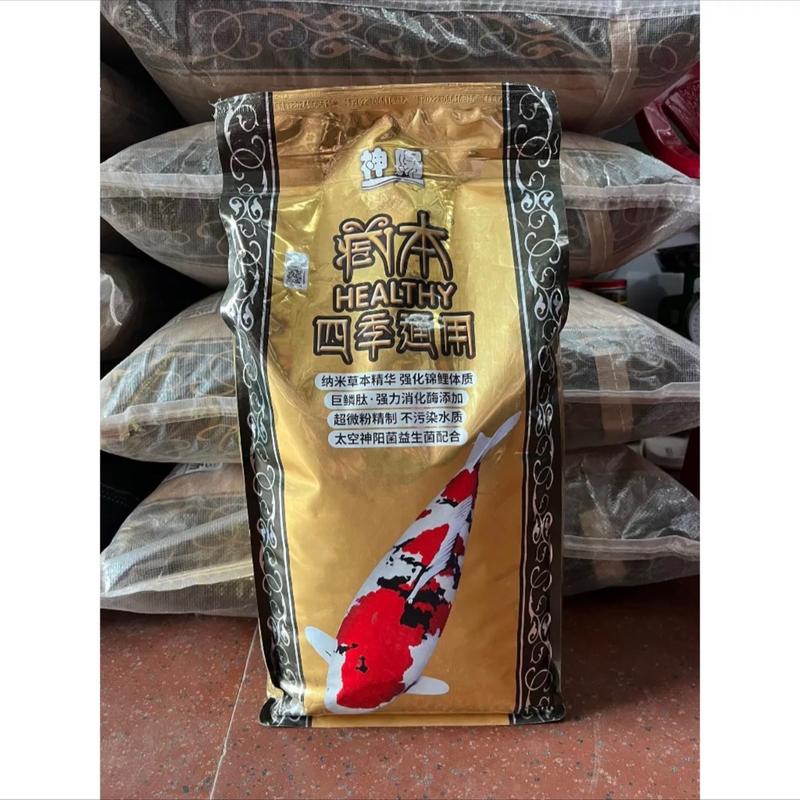 神陽
藏本
HEALTHY
四季通用
纳米草本精华 强化锦鲤体质
巨鳞肽·强力消化酶添加
超微粉精制 不污染水质
太空神阳菌益生菌配合